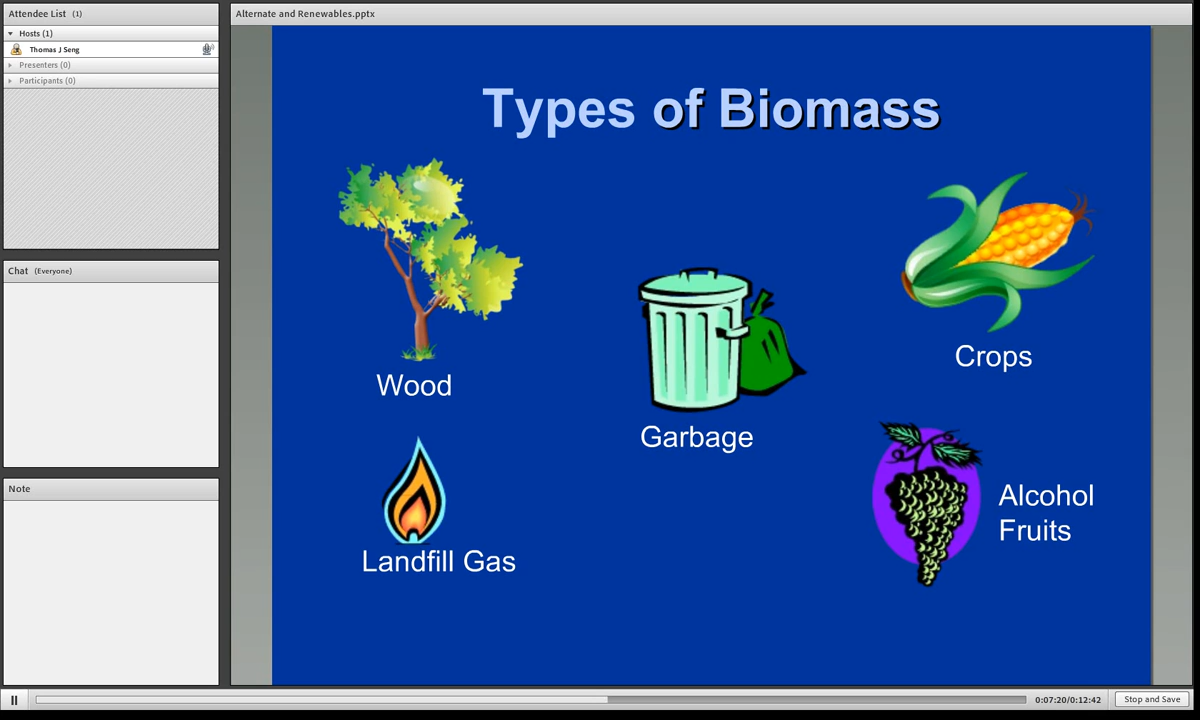 Attendee List (1)
Hosts (1)
Thomas J Seng
Presenters (0)
Participants (0)
Chat (Everyone)
Note
Alternate and Renewables.pptx
Types of Biomass
Wood
Crops
Garbage
Alcohol
Fruits
Landfill Gas
0:07:20/0:12:42
Stop and Save